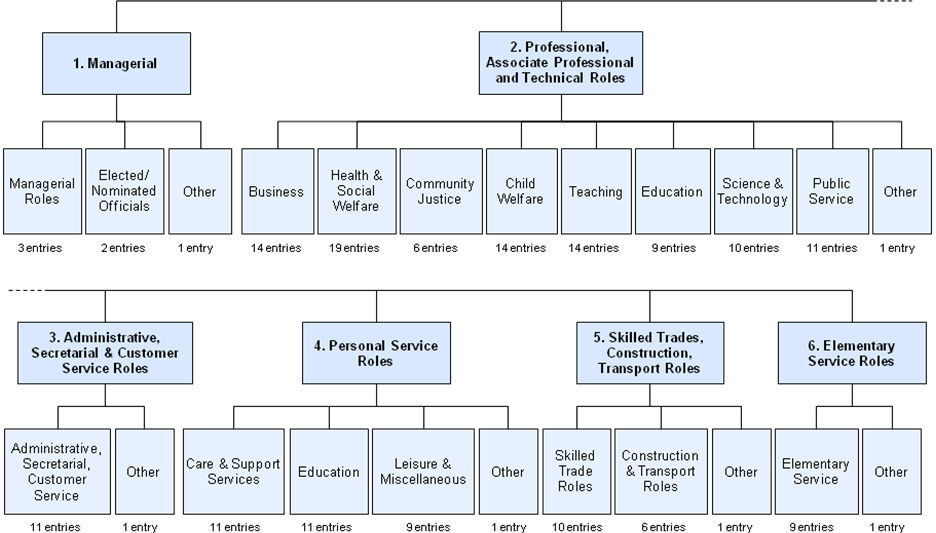 1. Managerial
2. Professional,
Associate Professional
and Technical Roles
Managerial
Roles
Elected/
Nominated
Officials
Other
Business
Health &
Social
Welfare
Community
Justice
Child
Welfare
Teaching
Education
Science &
Technology
Public
Service
Other
3 entries
2 entries
1 entry
14 entries
19 entries
6 entries
14 entries
14 entries
9 entries
10 entries
11 entries
1 entry
3. Administrative,
Secretarial & Customer
Service Roles
4. Personal Service
Roles
5. Skilled Trades,
Construction,
Transport Roles
6. Elementary
Service Roles
Administrative,
Secretarial,
Customer
Service
Other
Care & Support
Services
Education
Leisure &
Miscellaneous
Other
Skilled
Trade
Roles
Construction
& Transport
Roles
Other
Elementary
Service
Other
11 entries
1 entry
11 entries
11 entries
9 entries
1 entry
10 entries
6 entries
1 entry
9 entries
1 entry